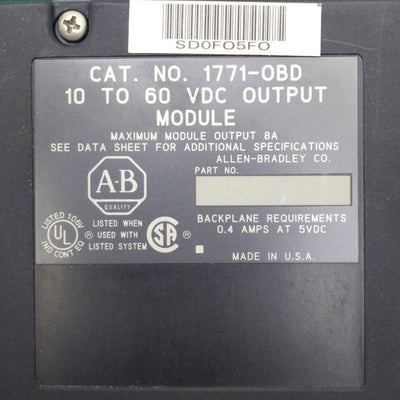 SD0F05F0
CAT. NO. 1771-OBD
10 TO 60 VDC OUTPUT
MODULE
MAXIMUM MODULE OUTPUT 8A
SEE DATA SHEET FOR ADDITIONAL SPECIFICATIONS
ALLEN-BRADLEY CO.
PART NO.
A-B
QUALITY
BACKPLANE REQUIREMENTS
0.4 AMPS AT 5VDC
LISTED 106V
UL
IND CONT EQ
®
LISTED WHEN
USED WITH
LISTED SYSTEM
SA
®
MADE IN U.S.A.